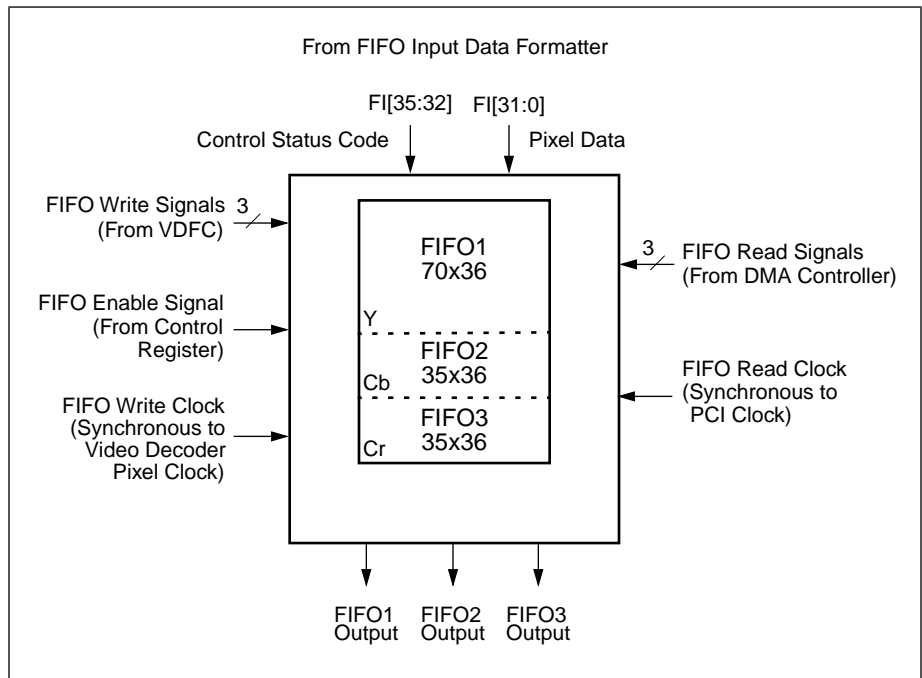 From FIFO Input Data Formatter
FI[35:32]
FI[31:0]
Control Status Code
Pixel Data
FIFO Write Signals
(From VDFC)
3
FIFO Enable Signal
(From Control
Register)
FIFO Write Clock
(Synchronous to
Video Decoder
Pixel Clock)
FIFO1
70x36
Y
FIFO2
35x36
Cb
FIFO3
35x36
Cr
3
FIFO Read Signals
(From DMA Controller)
FIFO Read Clock
(Synchronous to
PCI Clock)
FIFO1
Output
FIFO2
Output
FIFO3
Output